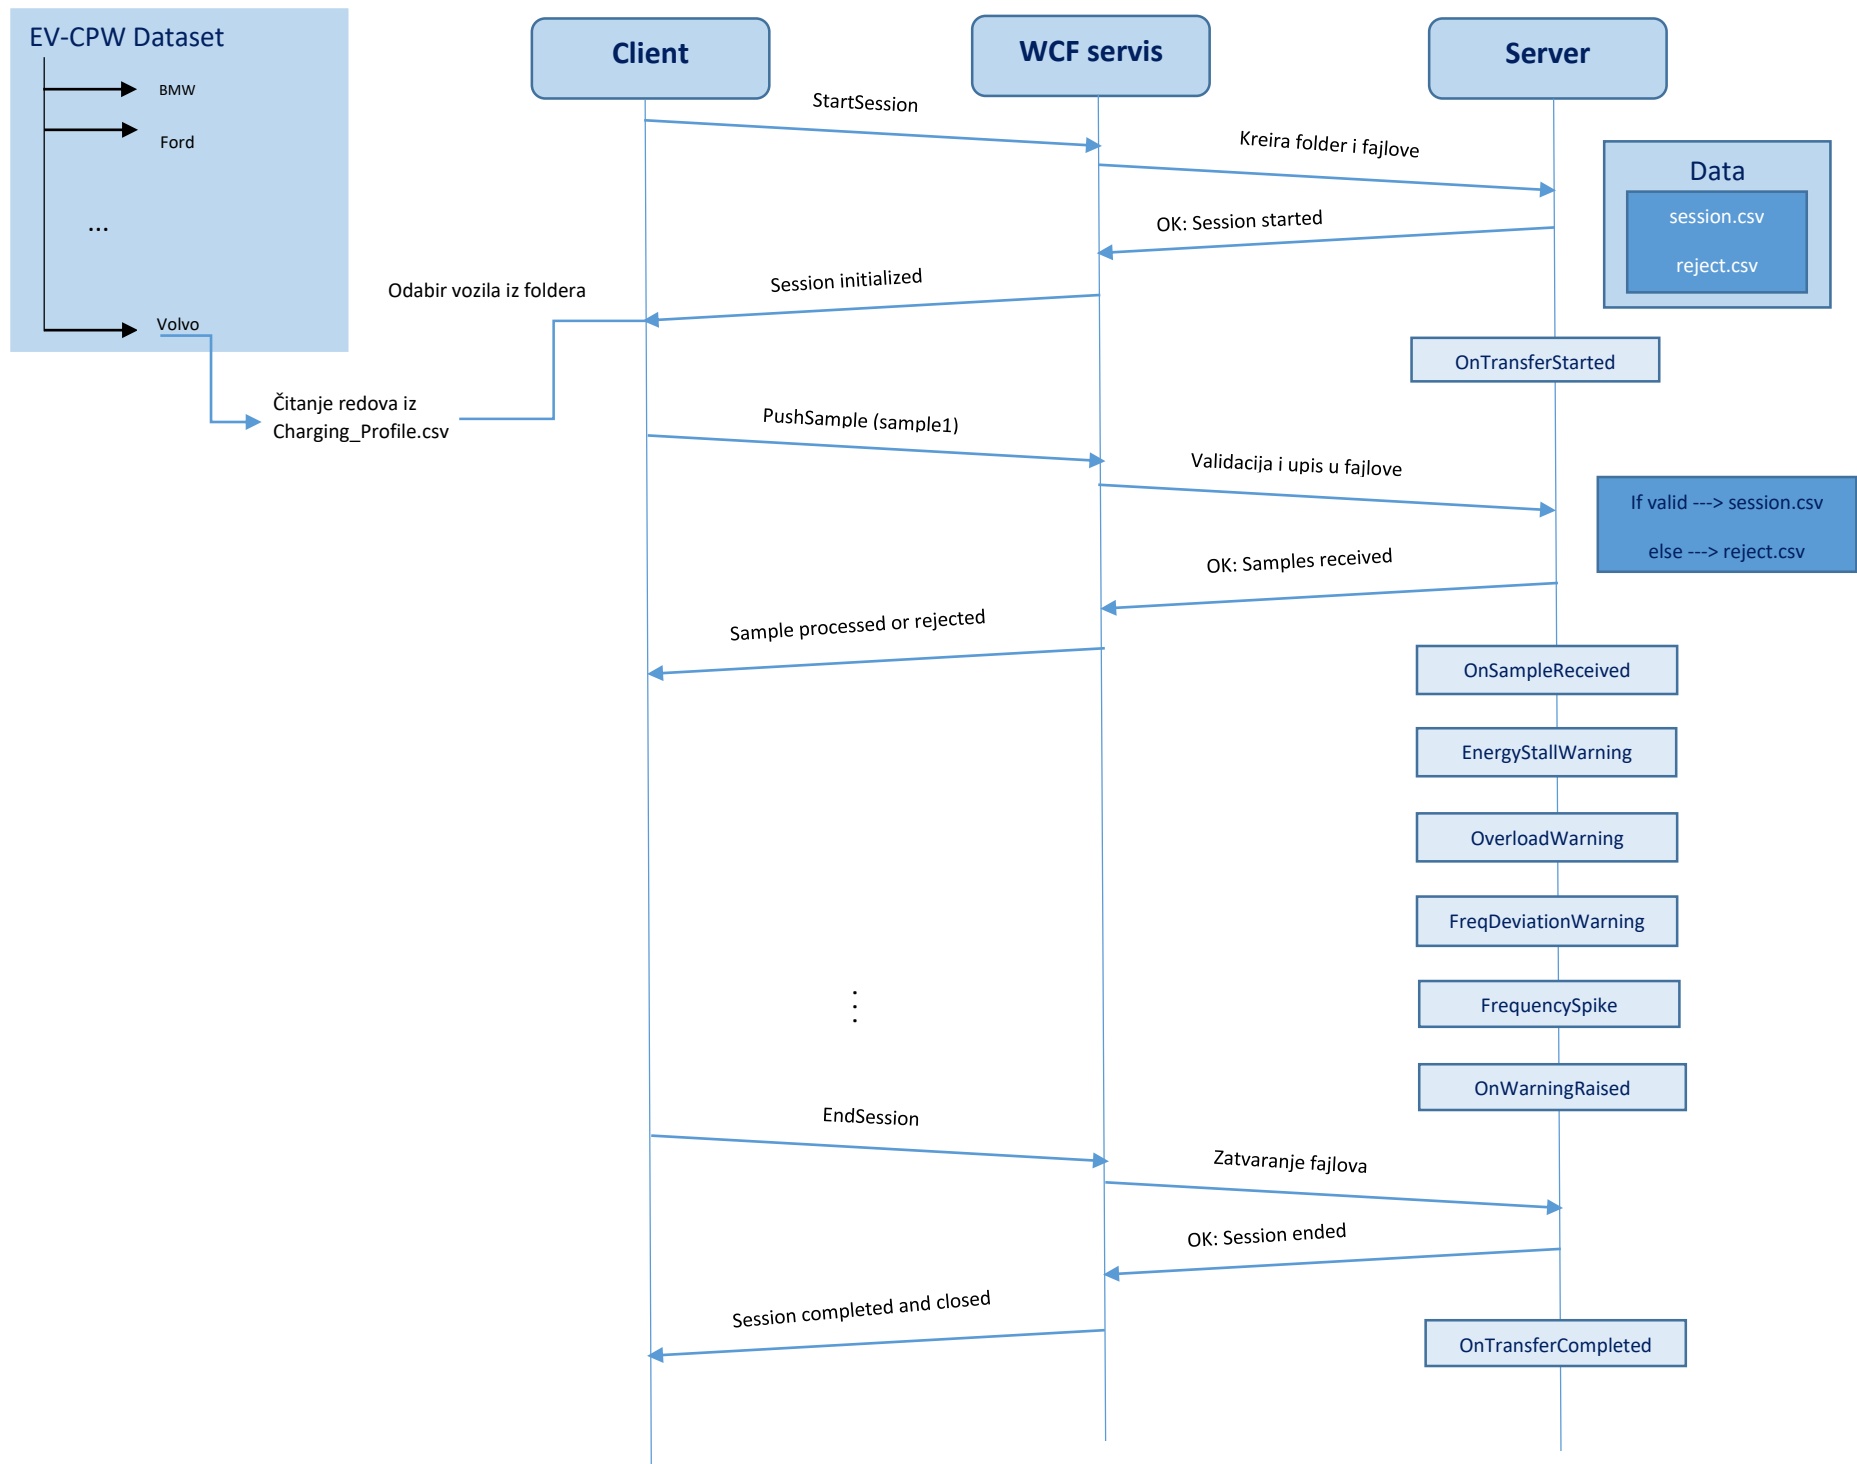 EV-CPW Dataset
BMW
Ford
...
Volvo
Client
WCF servis
Server
StartSession
Kreira folder i fajlove
Data
session.csv
reject.csv
OK: Session started
Session initialized
Odabir vozila iz foldera
OnTransferStarted
Čitanje redova iz
Charging_Profile.csv
PushSample (sample1)
Validacija i upis u fajlove
If valid ---> session.csv
else ---> reject.csv
OK: Samples received
Sample processed or rejected
OnSampleReceived
EnergyStallWarning
OverloadWarning
FreqDeviationWarning
...
FrequencySpike
OnWarningRaised
EndSession
Zatvaranje fajlova
OK: Session ended
Session completed and closed
OnTransferCompleted